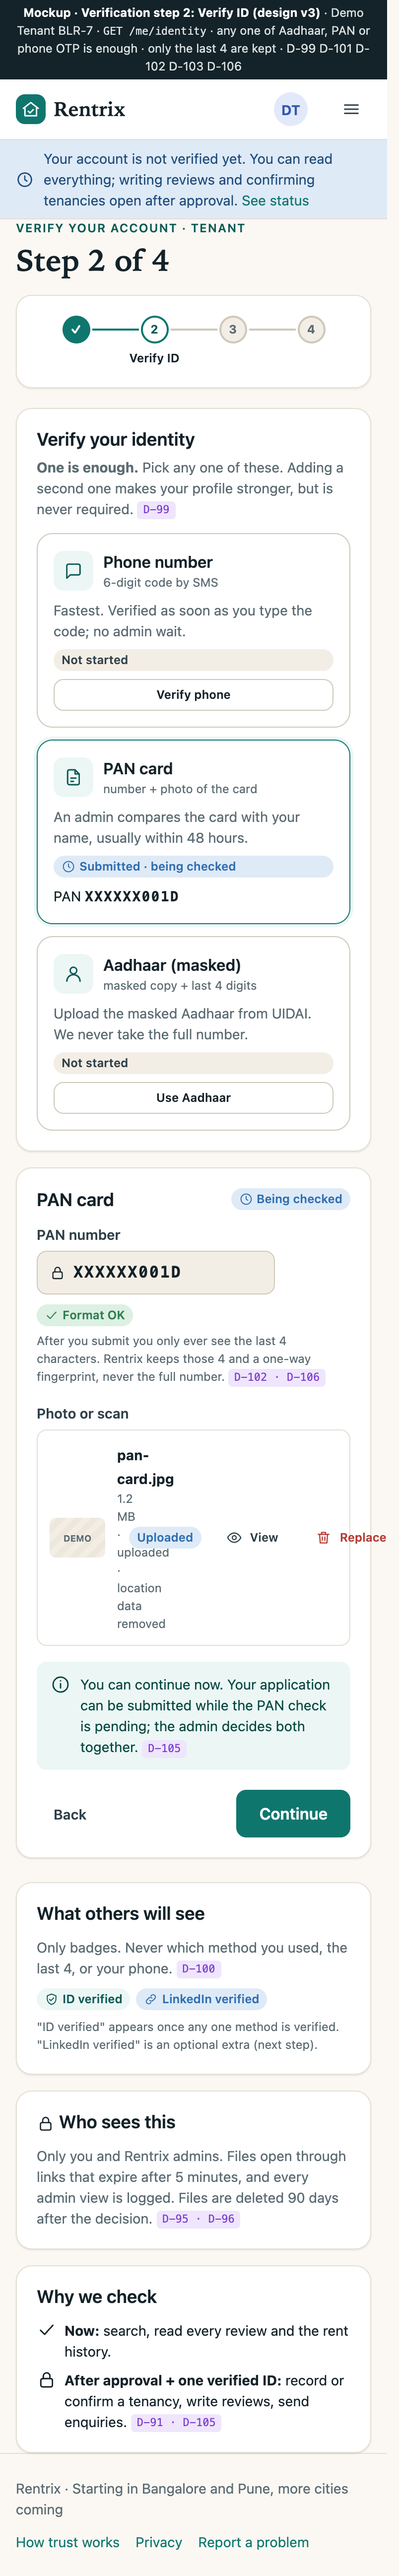 Mockup · Verification step 2: Verify ID (design v3) · Demo
Tenant BLR-7 · GET /me/identity · any one of Aadhaar, PAN or
phone OTP is enough · only the last 4 are kept · D-99 D-101 D-
102 D-103 D-106
Rentrix
DT
Your account is not verified yet. You can read
everything; writing reviews and confirming
tenancies open after approval. See status
VERIFY YOUR ACCOUNT · TENANT
Step 2 of 4
2
3
4
Verify ID
Verify your identity
One is enough. Pick any one of these. Adding a
second one makes your profile stronger, but is
never required. D-99
Phone number
6-digit code by SMS
Fastest. Verified as soon as you type the
code; no admin wait.
Not started
Verify phone
PAN card
number + photo of the card
An admin compares the card with your
name, usually within 48 hours.
Submitted · being checked
PAN XXXXXX001D
Aadhaar (masked)
masked copy + last 4 digits
Upload the masked Aadhaar from UIDAI.
We never take the full number.
Not started
Use Aadhaar
PAN card
Being checked
PAN number
XXXXXX001D
Format OK
After you submit you only ever see the last 4
characters. Rentrix keeps those 4 and a one-way
fingerprint, never the full number. D-102 · D-106
Photo or scan
DEMO
pan-
card.jpg
1.2
MB
·
uploaded
·
location
data
removed
Uploaded
View
Replace
You can continue now. Your application
can be submitted while the PAN check
is pending; the admin decides both
together. D-105
Back
Continue
What others will see
Only badges. Never which method you used, the
last 4, or your phone. D-100
ID verified
LinkedIn verified
"ID verified" appears once any one method is verified.
"LinkedIn verified" is an optional extra (next step).
Who sees this
Only you and Rentrix admins. Files open through
links that expire after 5 minutes, and every
admin view is logged. Files are deleted 90 days
after the decision. D-95 · D-96
Why we check
Now: search, read every review and the rent
history.
After approval + one verified ID: record or
confirm a tenancy, write reviews, send
enquiries. D-91 · D-105
Rentrix · Starting in Bangalore and Pune, more cities
coming
How trust works
Privacy
Report a problem